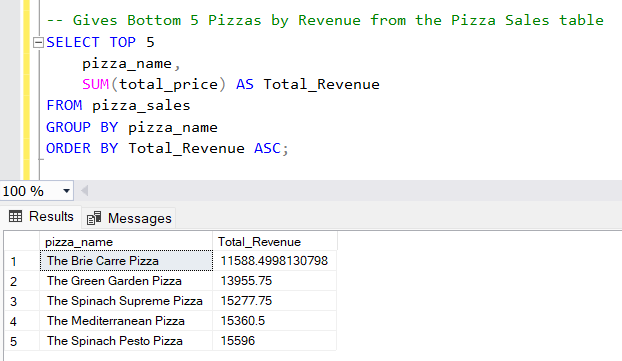 -- Gives Bottom 5 Pizzas by Revenue from the Pizza Sales table
SELECT TOP 5
pizza_name,
SUM(total_price) AS Total_Revenue
FROM pizza_sales
GROUP BY pizza_name
ORDER BY Total_Revenue ASC;
100 %
Results Messages
pizza_name Total_Revenue
1 The Brie Carre Pizza 11588.4998130798
2 The Green Garden Pizza 13955.75
3 The Spinach Supreme Pizza 15277.75
4 The Mediterranean Pizza 15360.5
5 The Spinach Pesto Pizza 15596